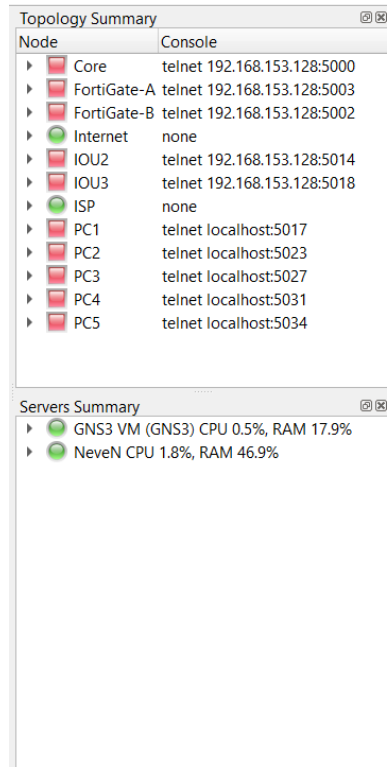 Topology Summary
Node Console
Core telnet 192.168.153.128:5000
FortiGate-A telnet 192.168.153.128:5003
FortiGate-B telnet 192.168.153.128:5002
Internet none
IOU2 telnet 192.168.153.128:5014
IOU3 telnet 192.168.153.128:5018
ISP none
PC1 telnet localhost:5017
PC2 telnet localhost:5023
PC3 telnet localhost:5027
PC4 telnet localhost:5031
PC5 telnet localhost:5034
Servers Summary
GNS3 VM (GNS3) CPU 0.5%, RAM 17.9%
NeveN CPU 1.8%, RAM 46.9%